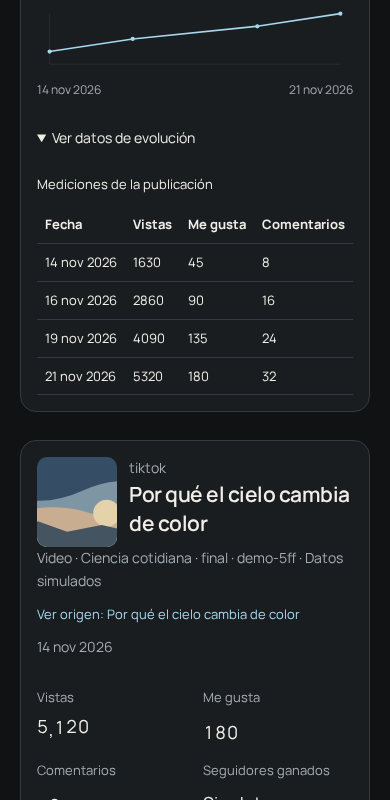 14 nov 2026 21 nov 2026
▼ Ver datos de evolución
Mediciones de la publicación
Fecha Vistas Me gusta Comentarios
14 nov 2026 1630 45 8
16 nov 2026 2860 90 16
19 nov 2026 4090 135 24
21 nov 2026 5320 180 32
tiktok
Por qué el cielo cambia
de color
Video · Ciencia cotidiana · final · demo-5ff · Datos
simulados
Ver origen: Por qué el cielo cambia de color
14 nov 2026
Vistas Me gusta
5,120 180
Comentarios Seguidores ganados